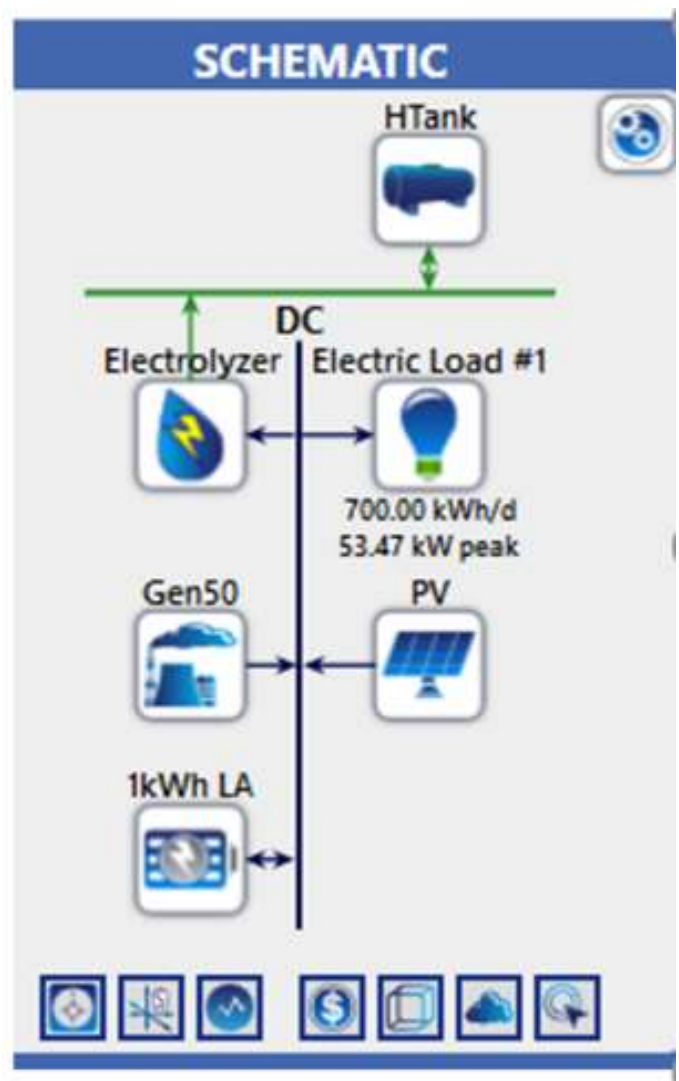 SCHEMATIC
HTank
DC
Electrolyzer
Electric Load #1
700.00 kWh/d
53.47 kW peak
Gen50
PV
1kWh LA